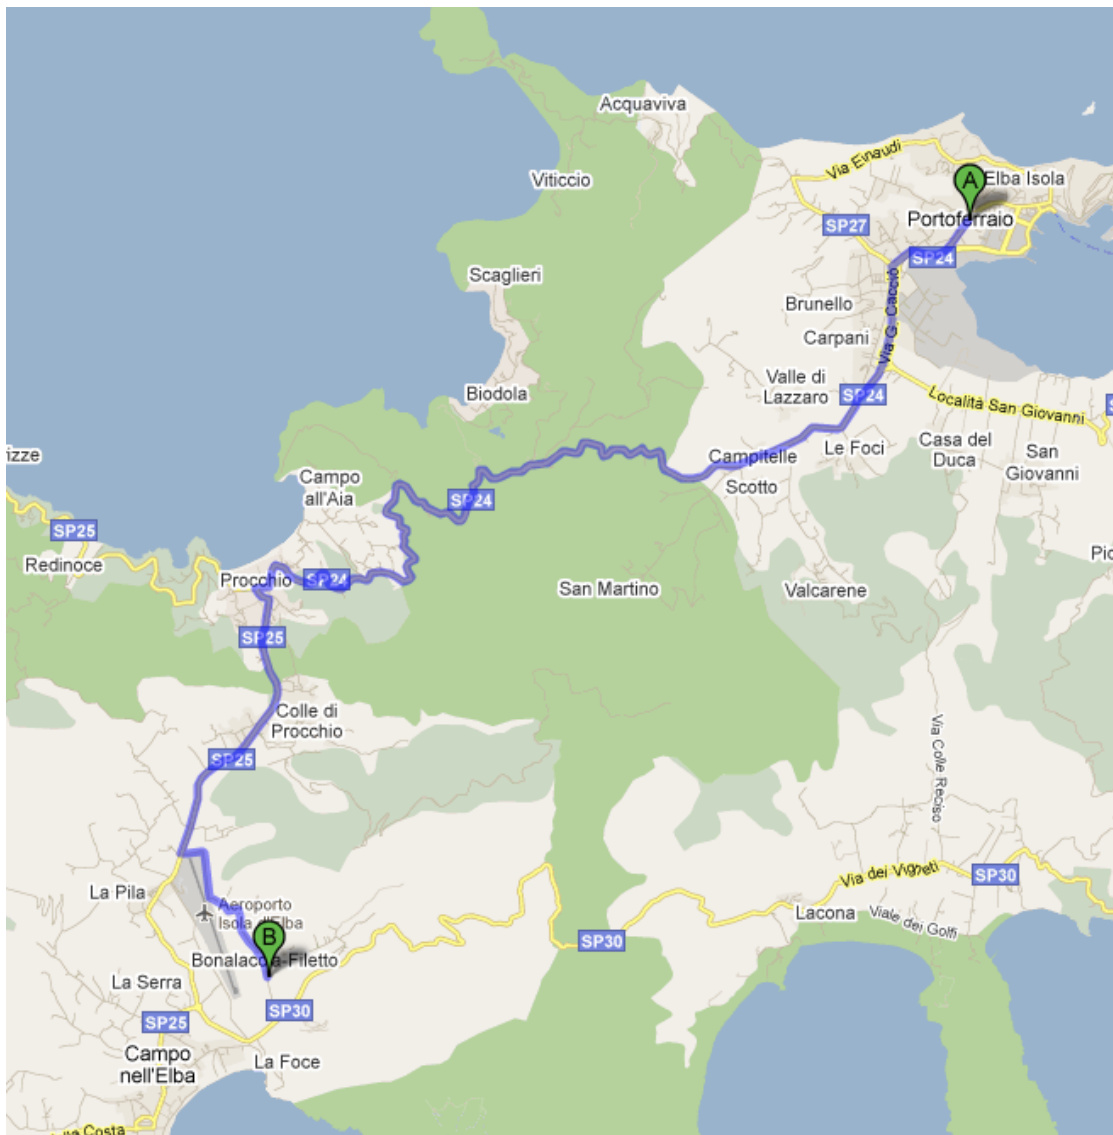 Acquaviva
Via Einaudi
Viticcio
A
Elba Isola
Portoferraio
SP27
SP24
Scaglieri
Via G. Cacciò
Brunello
Carpani
Valle di
Lazzaro
SP24
Biodola
Località San Giovanni
Le Foci
Casa del
Duca
San
Giovanni
Campitelle
Scotto
Campo
all'Aia
SP24
SP25
Redinoce
Procchio
SP24
San Martino
Valcarene
SP25
Colle di
Procchio
SP25
Via Colle Reciso
Via dei Vigneti
SP30
La Pila
Aeroporto
Isola d'Elba
Lacona
Viale dei Golfi
B
SP30
Bonalaccia-Filetto
La Serra
SP30
SP25
Campo
nell'Elba
La Foce